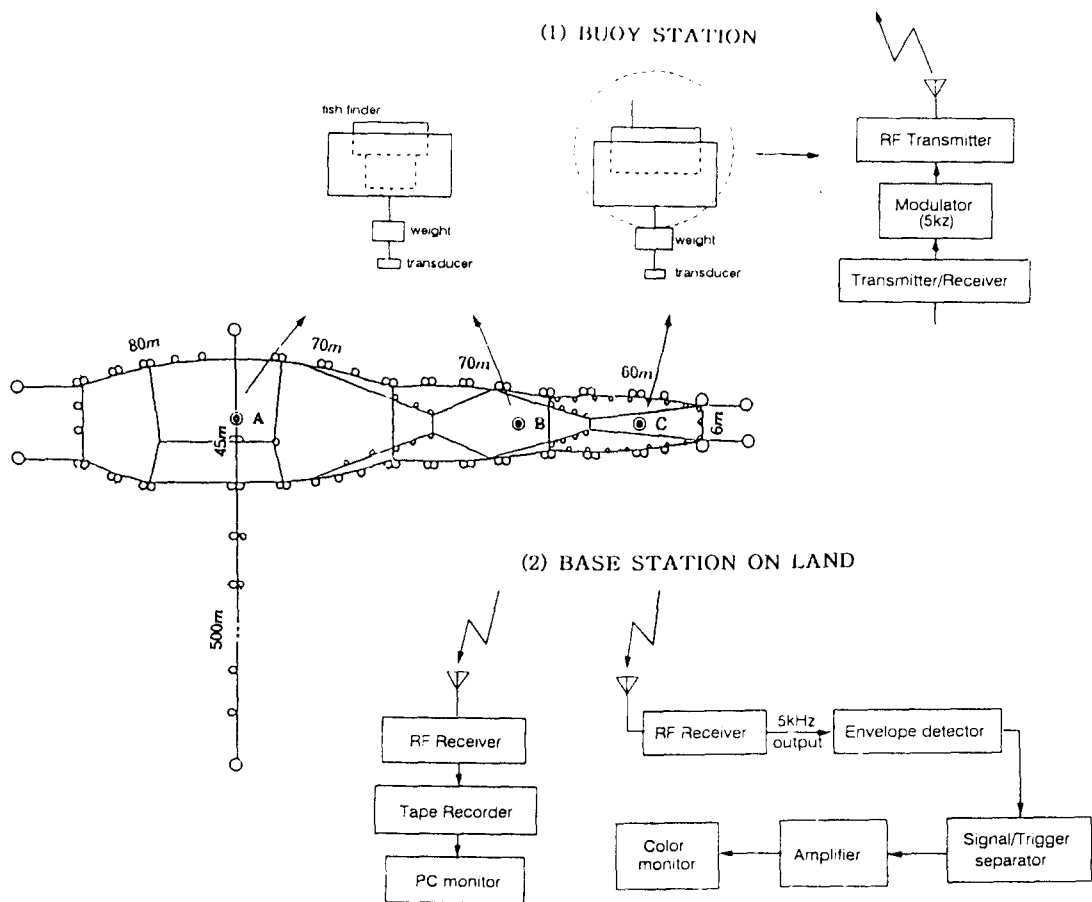 (1) BUOY STATION
fish finder
weight
transducer
weight
transducer
RF Transmitter
Modulator
(5kz)
Transmitter/Receiver
80m
70m
70m
60m
A
B
C
45m
6m
500m
(2) BASE STATION ON LAND
RF Receiver
Tape Recorder
PC monitor
RF Receiver
5kHz
output
Envelope detector
Signal/Trigger
separator
Amplifier
Color
monitor